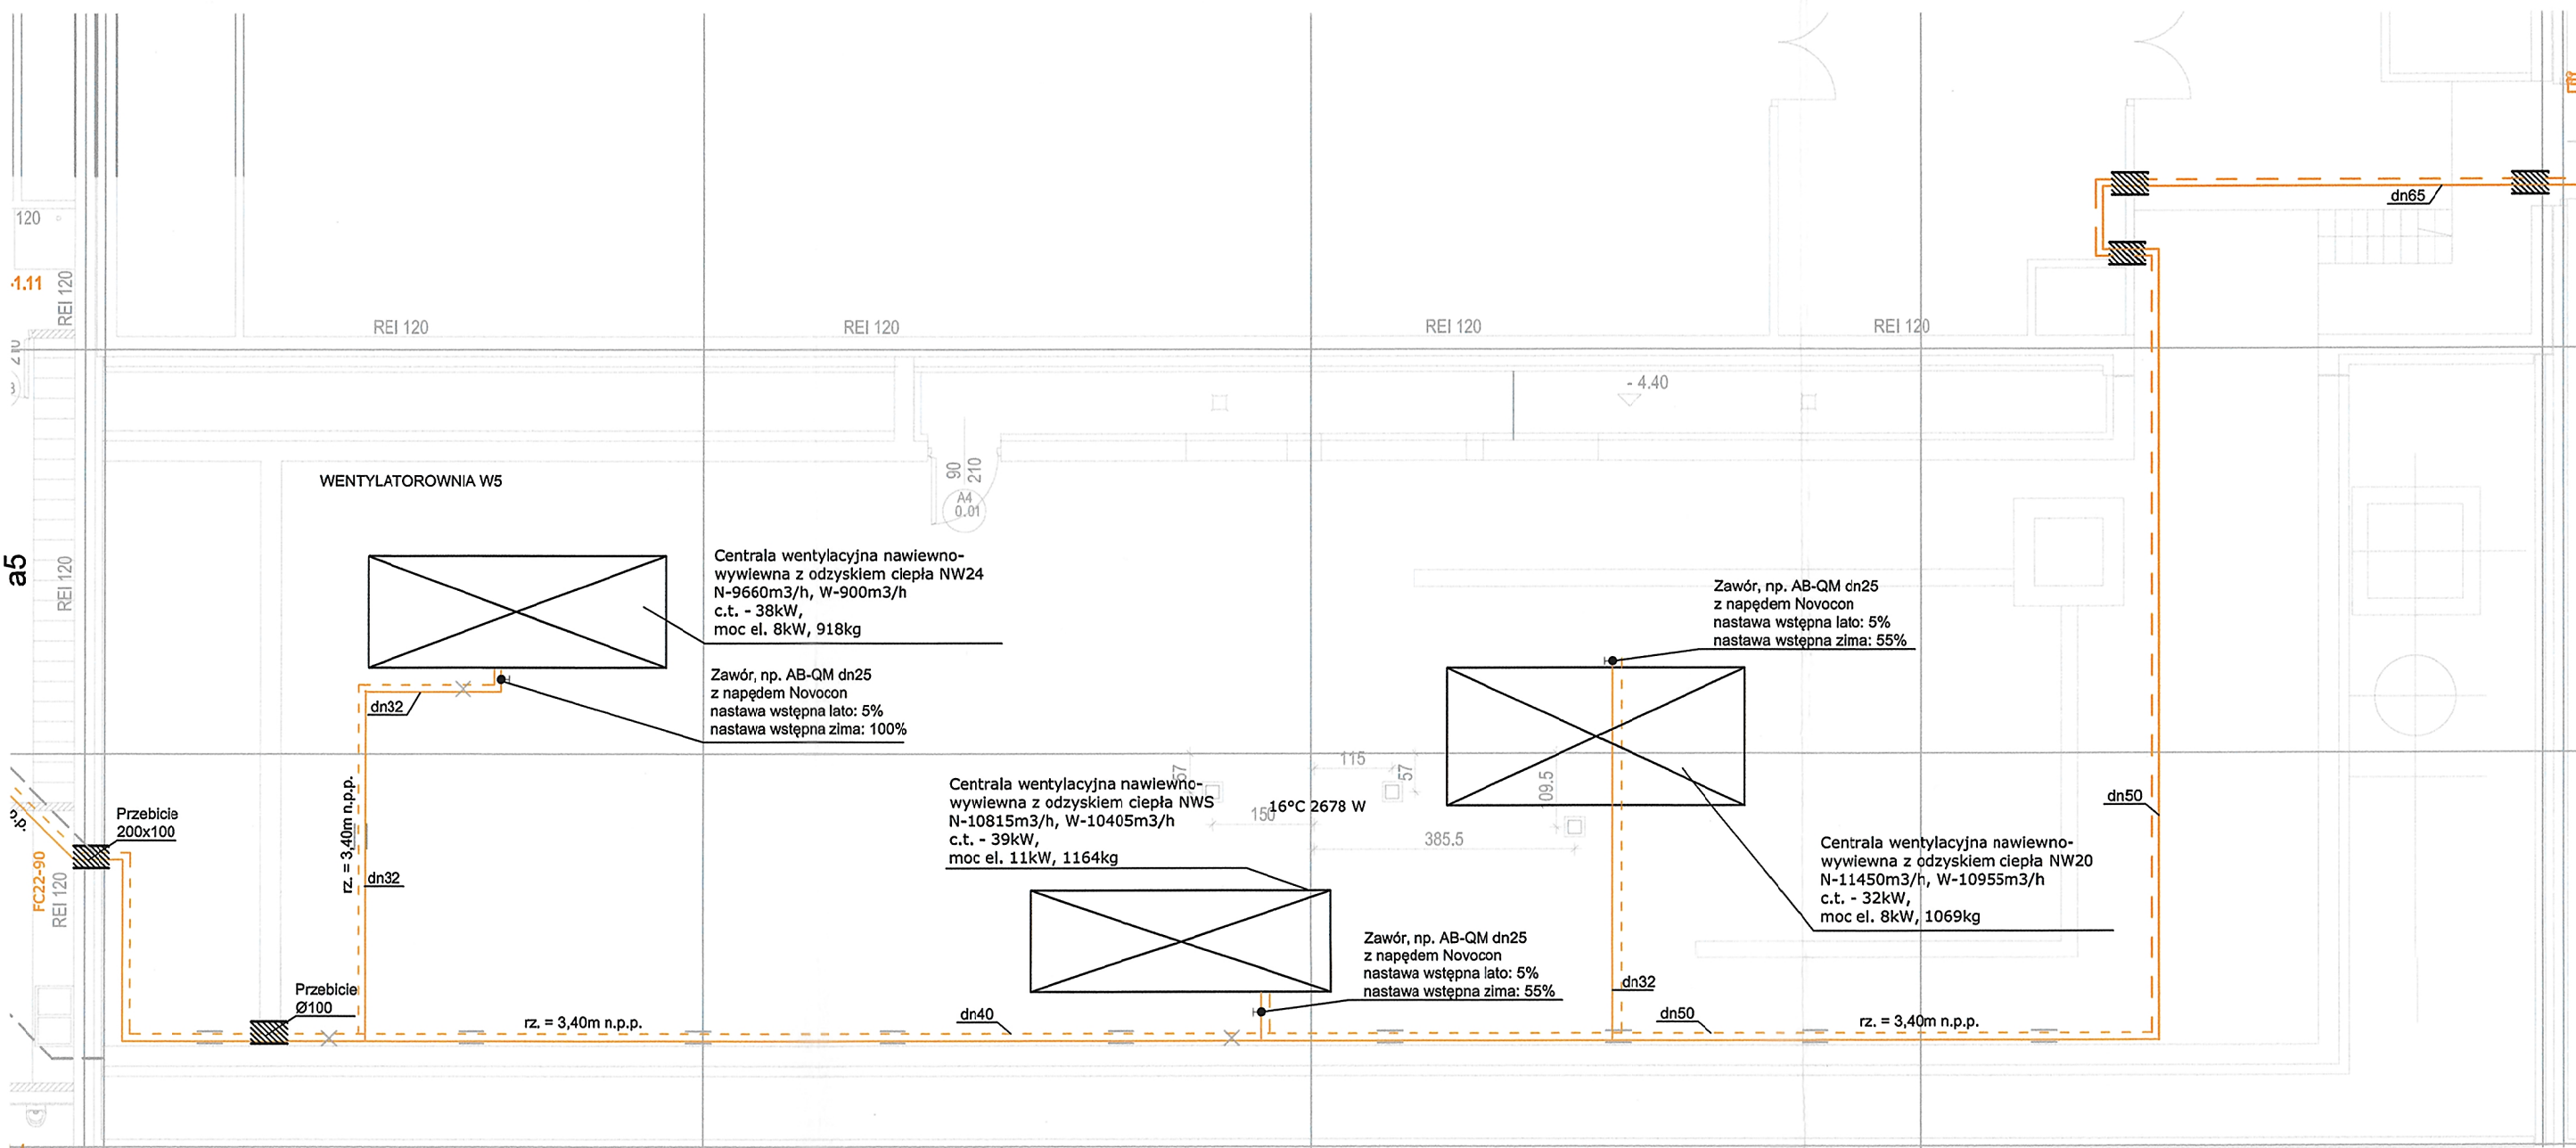 dn65
120
-1.11
REI 120
REI 120
REI 120
REI 120
REI 120
- 4.40
90
210
A4
0.01
WENTYLATOROWNIA W5
a5
REI 120
Centrala wentylacyjna nawiewno-
wywiewna z odzyskiem ciepła NW24
N-9660m3/h, W-900m3/h
c.t. - 38kW,
moc el. 8kW, 918kg
Zawór, np. AB-QM dn25
z napędem Novocon
nastawa wstępna lato: 5%
nastawa wstępna zima: 100%
dn32
Zawór, np. AB-QM dn25
z napędem Novocon
nastawa wstępna lato: 5%
nastawa wstępna zima: 55%
Centrala wentylacyjna nawiewno-
wywiewna z odzyskiem ciepła NWS
N-10815m3/h, W-10405m3/h
c.t. - 39kW,
moc el. 11kW, 1164kg
57
115
57
150
16°C 2678 W
385.5
09.5
dn50
Przebicie
200x100
n.p.
FC22-90
REI 120
rz. = 3,40m n.p.p.
dn32
Centrala wentylacyjna nawiewno-
wywiewna z odzyskiem ciepła NW20
N-11450m3/h, W-10955m3/h
c.t. - 32kW,
moc el. 8kW, 1069kg
Zawór, np. AB-QM dn25
z napędem Novocon
nastawa wstępna lato: 5%
nastawa wstępna zima: 55%
Przebicie
Ø100
rz. = 3,40m n.p.p.
dn40
dn32
dn50
rz. = 3,40m n.p.p.